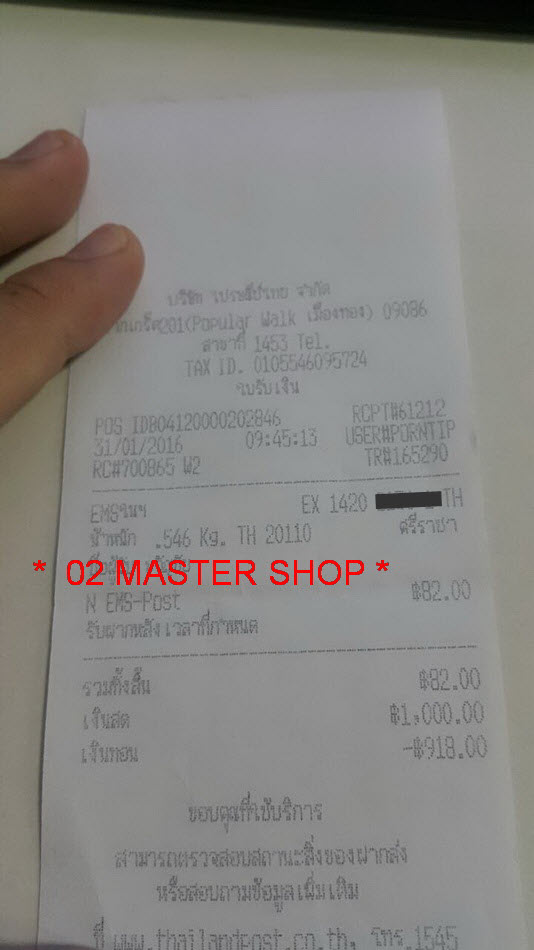 บริษัท ไปรษณีย์ไทย จำกัด
201(Popular Walk เมืองทอง) 09086
สาขาที่ 1453 Tel.
TAX ID. 0105546095724
ใบรับเงิน
POS IDB04120000202846 RCPT#61212
31/01/2016 09:45:13 USER#PORNTIP
RC#700865 W2 TR#165290
EMSในฯ EX 1420 TH
น้ำหนัก .546 Kg. TH 20110 ศรีราชา
* 02 MASTER SHOP *
N EMS-Post ฿82.00
รับฝากหลังเวลาที่กำหนด
รวมทั้งสิ้น ฿82.00
เงินสด ฿1,000.00
เงินทอน -฿918.00
ขอบคุณที่ใช้บริการ
สามารถตรวจสอบสถานะสิ่งของฝากส่ง
หรือสอบถามข้อมูลเพิ่มเติม
ที่ www.thailandpost.co.th, โทร.1545